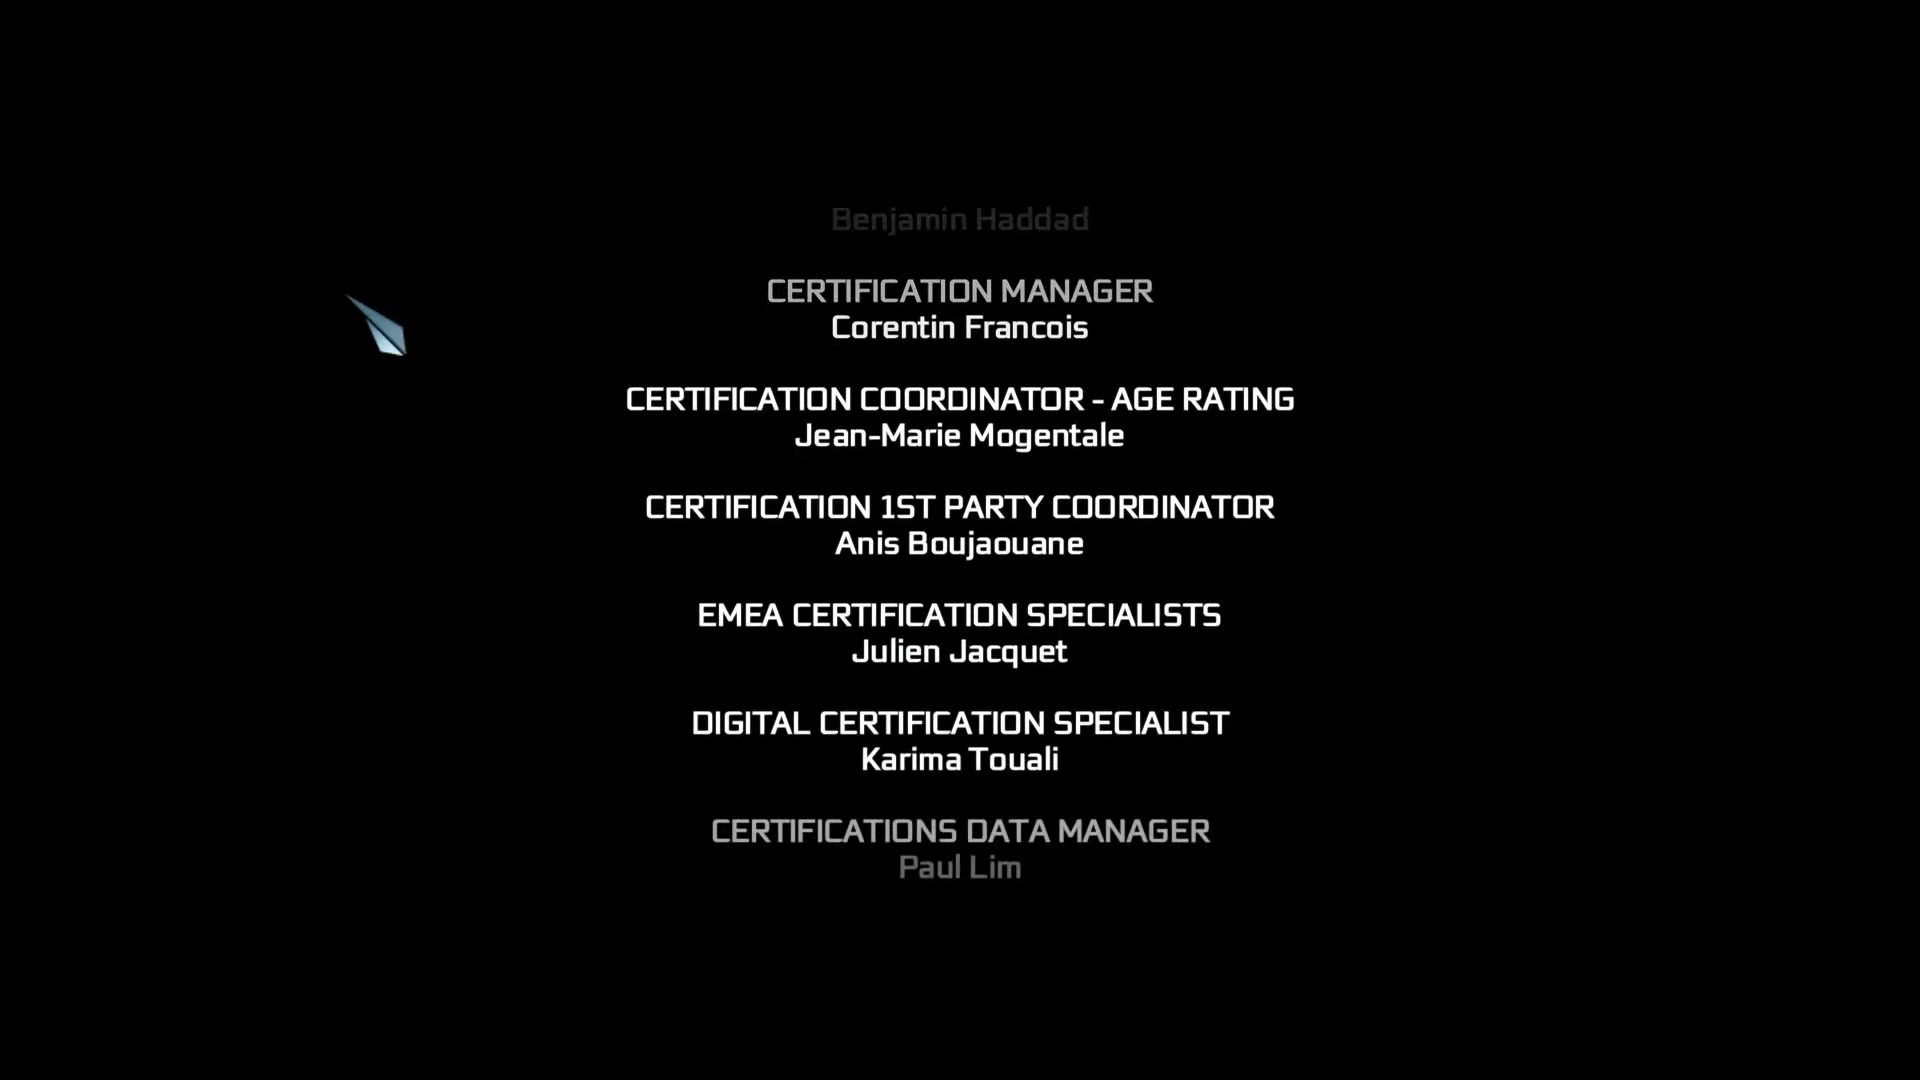 Benjamin Haddad
CERTIFICATION MANAGER
Corentin Francois
CERTIFICATION COORDINATOR - AGE RATING
Jean-Marie Mogentale
CERTIFICATION 1ST PARTY COORDINATOR
Anis Boujaouane
EMEA CERTIFICATION SPECIALISTS
Julien Jacquet
DIGITAL CERTIFICATION SPECIALIST
Karima Touali
CERTIFICATIONS DATA MANAGER
Paul Lim